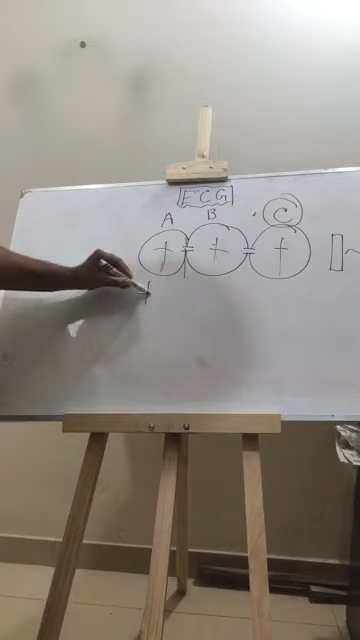 ECG
A B C
+ + +